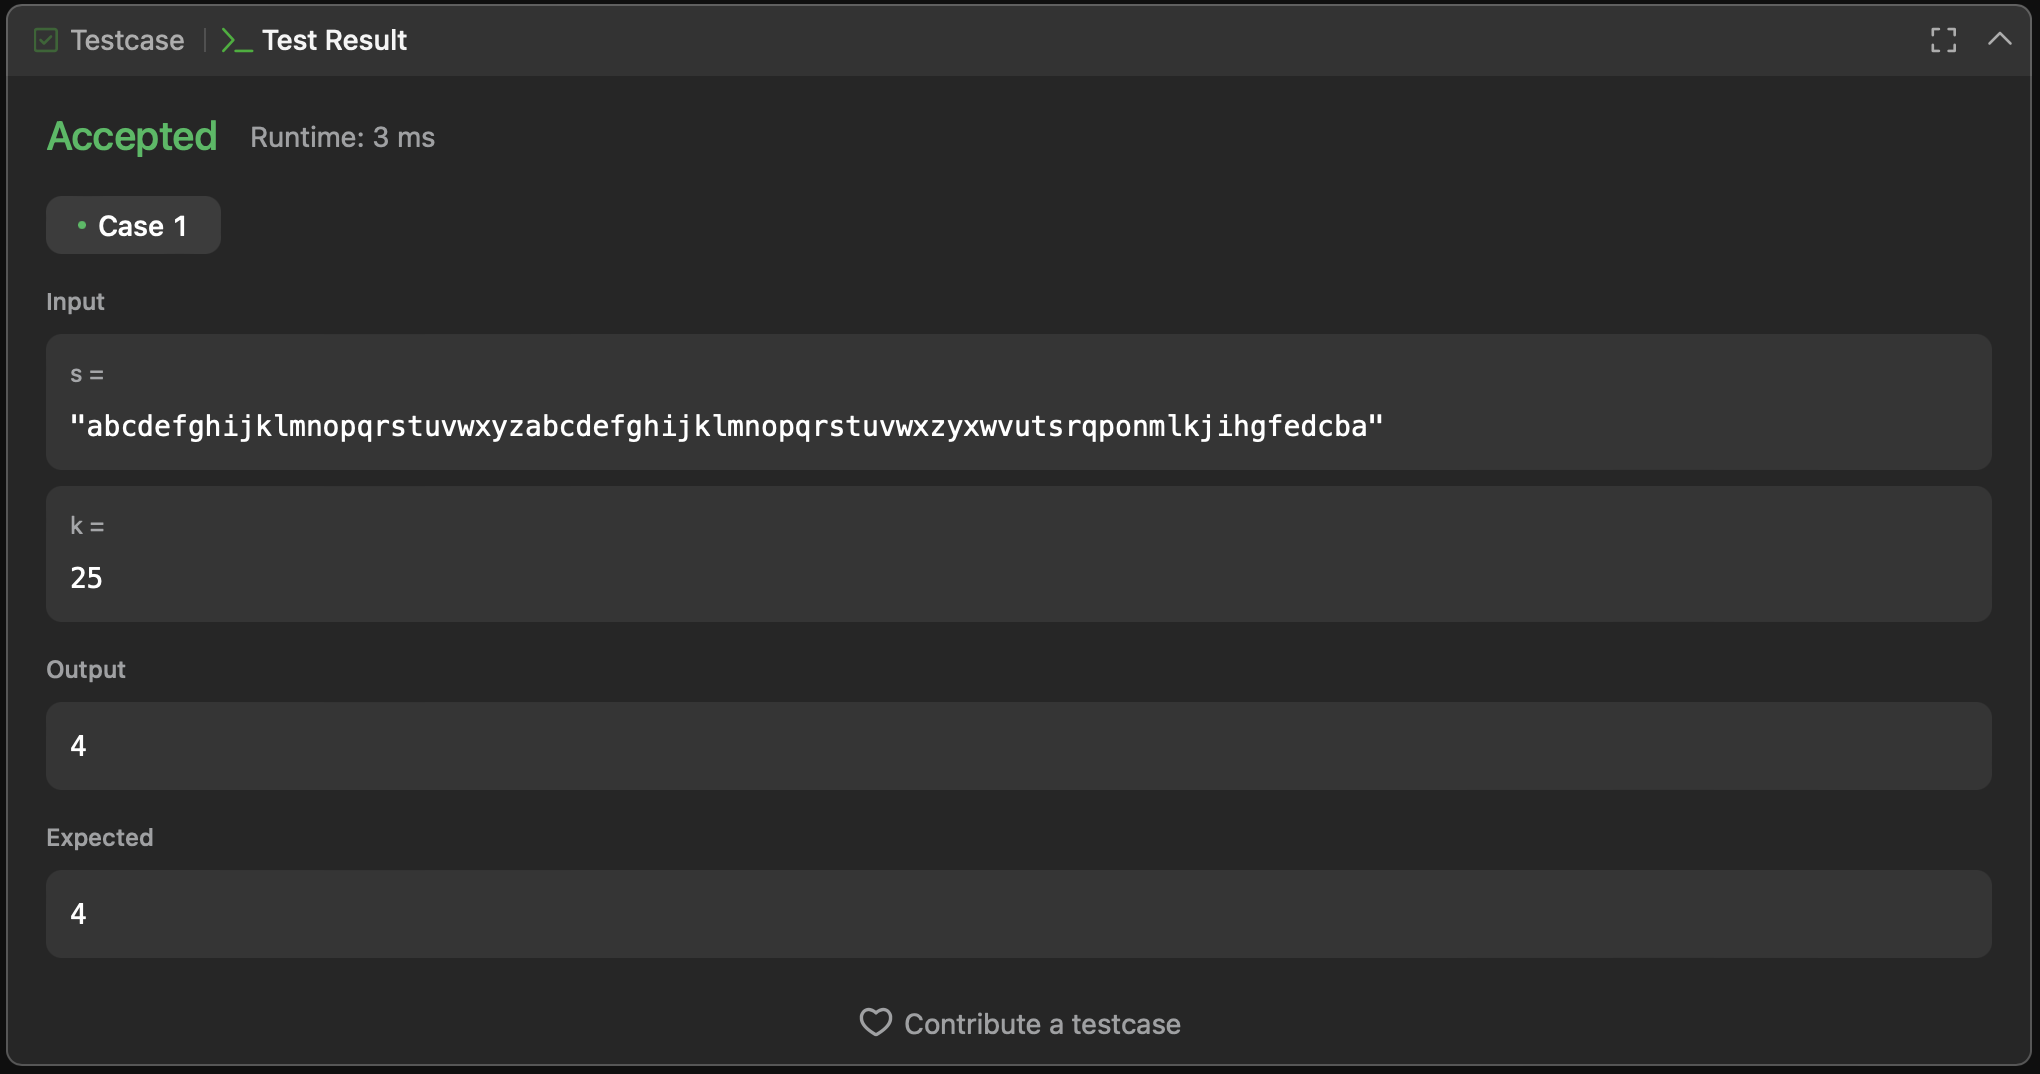 Testcase
Test Result
Accepted Runtime: 3 ms
Case 1
Input
s =
"abcdefghijklmnopqrstuvwxyzabcdefghijklmnopqrstuvwxzyxwvutsrqponmlkjihgfedcba"
k =
25
Output
4
Expected
4
Contribute a testcase